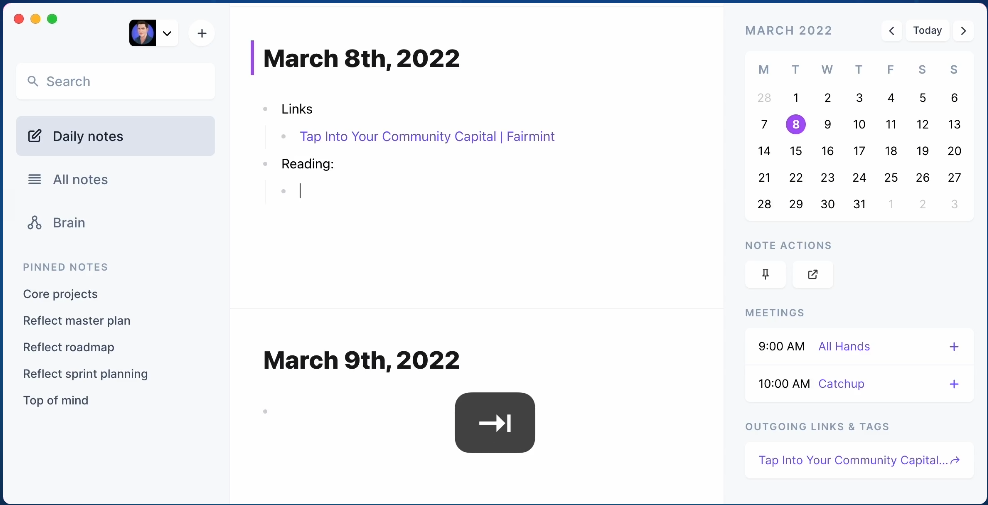 Search
Daily notes
All notes
Brain
PINNED NOTES
Core projects
Reflect master plan
Reflect roadmap
Reflect sprint planning
Top of mind
March 8th, 2022
Links
Tap Into Your Community Capital | Fairmint
Reading:
March 9th, 2022
MARCH 2022
Today
M T W T F S S
28 1 2 3 4 5 6
7 8 9 10 11 12 13
14 15 16 17 18 19 20
21 22 23 24 25 26 27
28 29 30 31 1 2 3
NOTE ACTIONS
MEETINGS
9:00 AM All Hands
10:00 AM Catchup
OUTGOING LINKS & TAGS
Tap Into Your Community Capital...